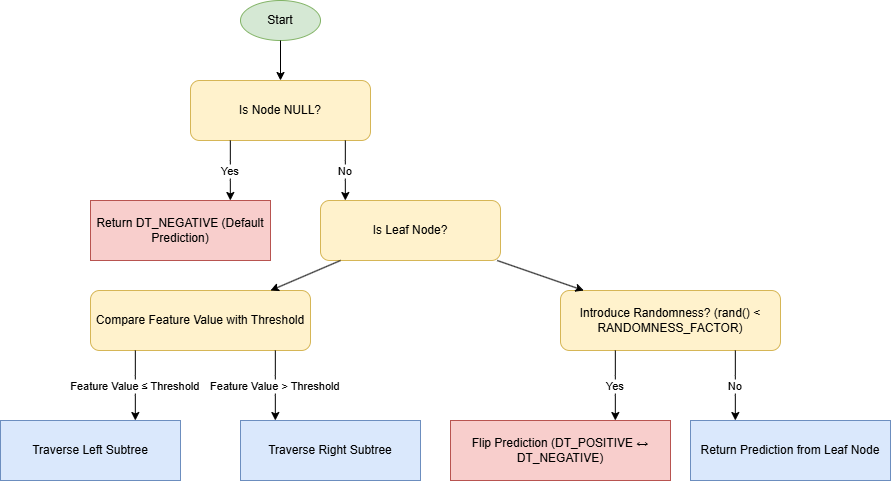 Start
Is Node NULL?
Yes
No
Return DT_NEGATIVE (Default
Prediction)
Is Leaf Node?
Compare Feature Value with Threshold
Introduce Randomness? (rand() <
RANDOMNESS_FACTOR)
Feature Value ≤ Threshold
Feature Value > Threshold
Yes
No
Traverse Left Subtree
Traverse Right Subtree
Flip Prediction (DT_POSITIVE ↔
DT_NEGATIVE)
Return Prediction from Leaf Node